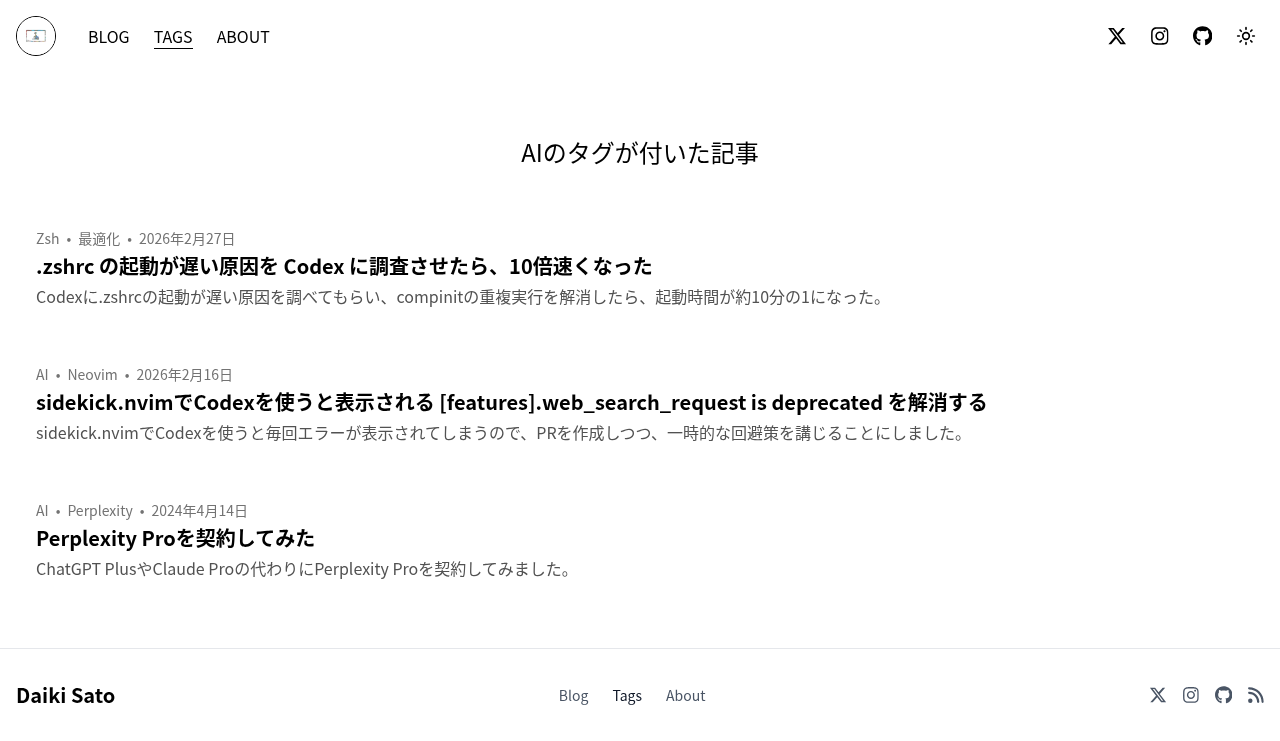 BLOG TAGS ABOUT
AIのタグが付いた記事
Zsh • 最適化 • 2026年2月27日
.zshrc の起動が遅い原因を Codex に調査させたら、10倍速くなった
Codexに.zshrcの起動が遅い原因を調べてもらい、compinitの重複実行を解消したら、起動時間が約10分の1になった。
AI • Neovim • 2026年2月16日
sidekick.nvimでCodexを使うと表示される [features].web_search_request is deprecated を解消する
sidekick.nvimでCodexを使うと毎回エラーが表示されてしまうので、PRを作成しつつ、一時的な回避策を講じることにしました。
AI • Perplexity • 2024年4月14日
Perplexity Proを契約してみた
ChatGPT PlusやClaude Proの代わりにPerplexity Proを契約してみました。
Daiki Sato
Blog Tags About